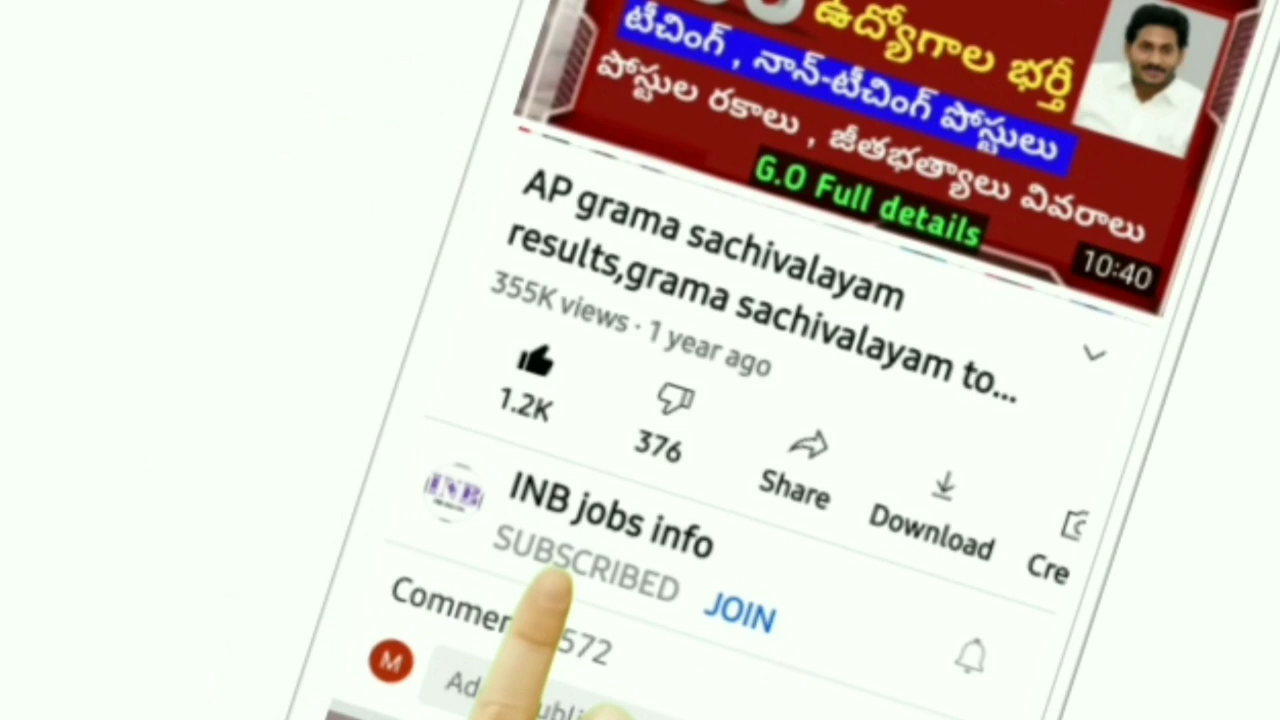 ఉద్యోగాల భర్తీ
టీచింగ్ , నాన్-టీచింగ్ పోస్టులు
పోస్టుల రకాలు , జీతభత్యాలు వివరాలు
G.O Full details
10:40
AP grama sachivalayam
results,grama sachivalayam to...
355K views · 1 year ago
1.2K
376
Share
Download
Cre
INB
INB jobs info
SUBSCRIBED
JOIN
572
M